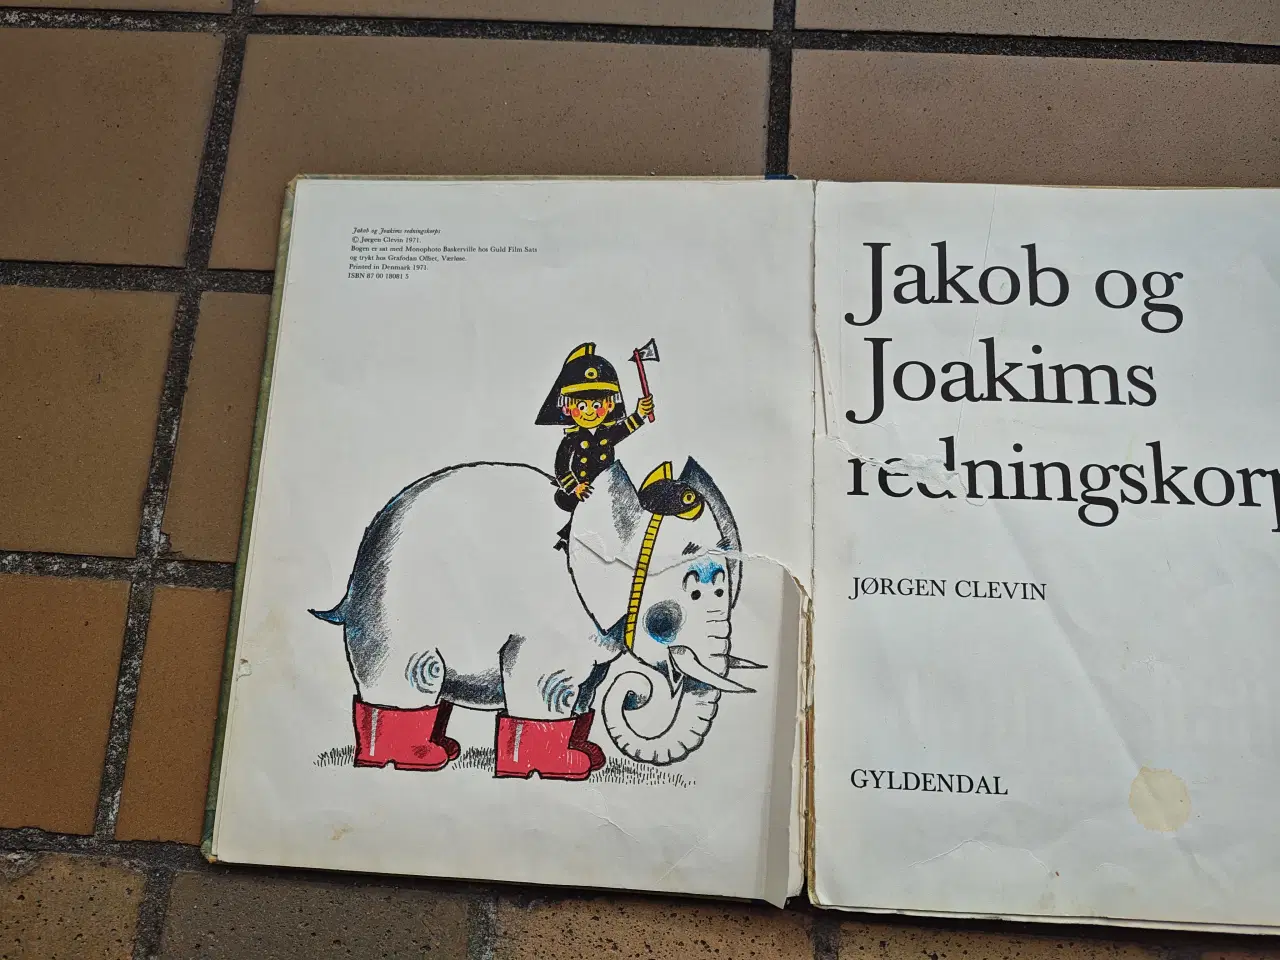 Jakob og Joakims redningskorps
© Jørgen Clevin 1971.
Bogen er sat med Monophoto Baskerville hos Guld Film Sats
og trykt hos Grafodan Offset, Værløse.
Printed in Denmark 1971.
ISBN 87 00 18081 5
Jakob og
Joakims
redningskorp
JØRGEN CLEVIN
GYLDENDAL